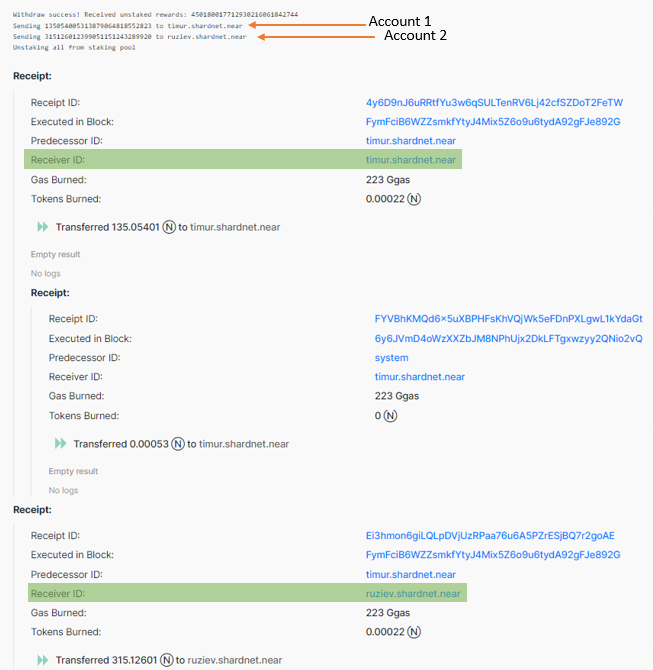 Withdraw success! Received unstaked rewards: 450180017712930216061842744
Sending 135054005313879064818552023 to timur.shardnet.near
Account 1
Sending 315126012399051151243289920 to ruziev.shardnet.near
Account 2
Unstaking all from staking pool
Receipt:
Receipt ID: 4y6D9nJ6uRRtfYu3w6qSULTenRV6Lj42cfSZDoT2FeTW
Executed in Block: FymFciB6WZZsmkfYtyJ4Mix5Z6o9u6tydA92gFJe892G
Predecessor ID: timur.shardnet.near
Receiver ID: timur.shardnet.near
Gas Burned: 223 Ggas
Tokens Burned: 0.00022 Ⓝ
Transferred 135.05401 Ⓝ to timur.shardnet.near
Empty result
No logs
Receipt:
Receipt ID: FYVBhKMQd6×5uXBPHFsKhVQjWk5eFDnPXLgwL1kYdaGt
Executed in Block: 6y6JVmD4oWzXXZbJM8NPhUjx2DkLFTgxwzyy2QNio2vQ
Predecessor ID: system
Receiver ID: timur.shardnet.near
Gas Burned: 223 Ggas
Tokens Burned: 0 Ⓝ
Transferred 0.00053 Ⓝ to timur.shardnet.near
Empty result
No logs
Receipt:
Receipt ID: Ei3hmon6giLQLpDVjUzRPaa76u6A5PZrESjBQ7r2goAE
Executed in Block: FymFciB6WZZsmkfYtyJ4Mix5Z6o9u6tydA92gFJe892G
Predecessor ID: timur.shardnet.near
Receiver ID: ruziev.shardnet.near
Gas Burned: 223 Ggas
Tokens Burned: 0.00022 Ⓝ
Transferred 315.12601 Ⓝ to ruziev.shardnet.near